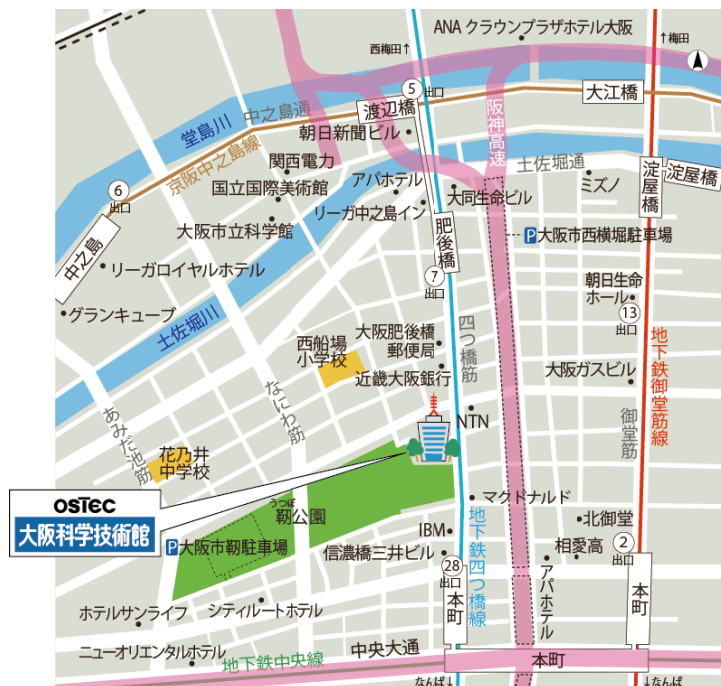 ANA クラウンプラザホテル大阪
↑梅田
西梅田↑
5
出口
渡辺橋
大江橋
中之島通
堂島川
京阪中之島線
朝日新聞ビル
阪神高速
関西電力
土佐堀通
淀屋橋
淀屋橋
6
出口
国立国際美術館
アパホテル
大同生命ビル
ミズノ
リーガ中之島イン
大阪市立科学館
肥後橋
P大阪市西横堀駐車場
中之島
リーガロイヤルホテル
7
出口
朝日生命
ホール
グランキューブ
13
出口
土佐堀川
四つ橋筋
西船場
小学校
大阪肥後橋
郵便局
地下鉄御堂筋線
近畿大阪銀行
大阪ガスビル
なにわ筋
あみだ池筋
NTN
御堂筋
花乃井
中学校
OSTEC
大阪科学技術館
マクドナルド
うつぼ
靭公園
北御堂
IBM
地下鉄四つ橋線
P大阪市靭駐車場
信濃橋三井ビル
相愛高
2
出口
28
出口
本町
アパホテル
本町
ホテルサンライフ
シティルートホテル
ニューオリエンタルホテル
中央大通
地下鉄中央線
本町
なんば↓
↓なんば